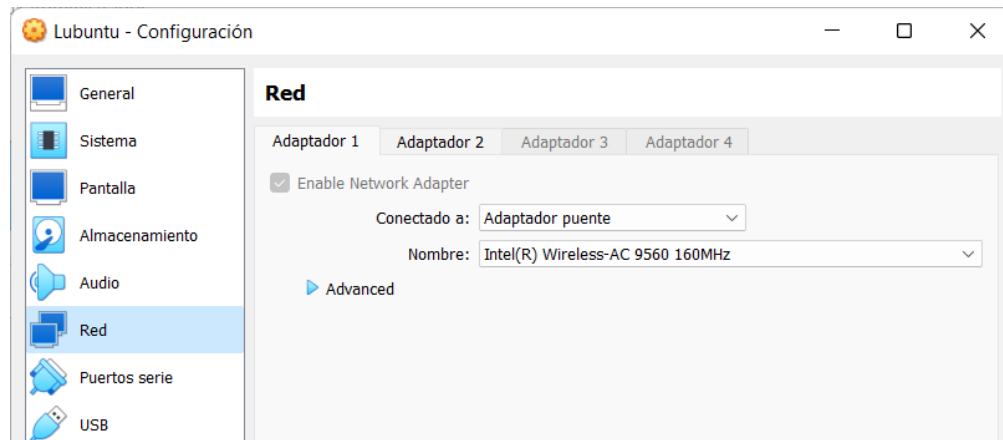 Lubuntu - Configuración
General
Sistema
Pantalla
Almacenamiento
Audio
Red
Puertos serie
USB
Red
Adaptador 1 Adaptador 2 Adaptador 3 Adaptador 4
Enable Network Adapter
Conectado a: Adaptador puente
Nombre: Intel(R) Wireless-AC 9560 160MHz
Advanced